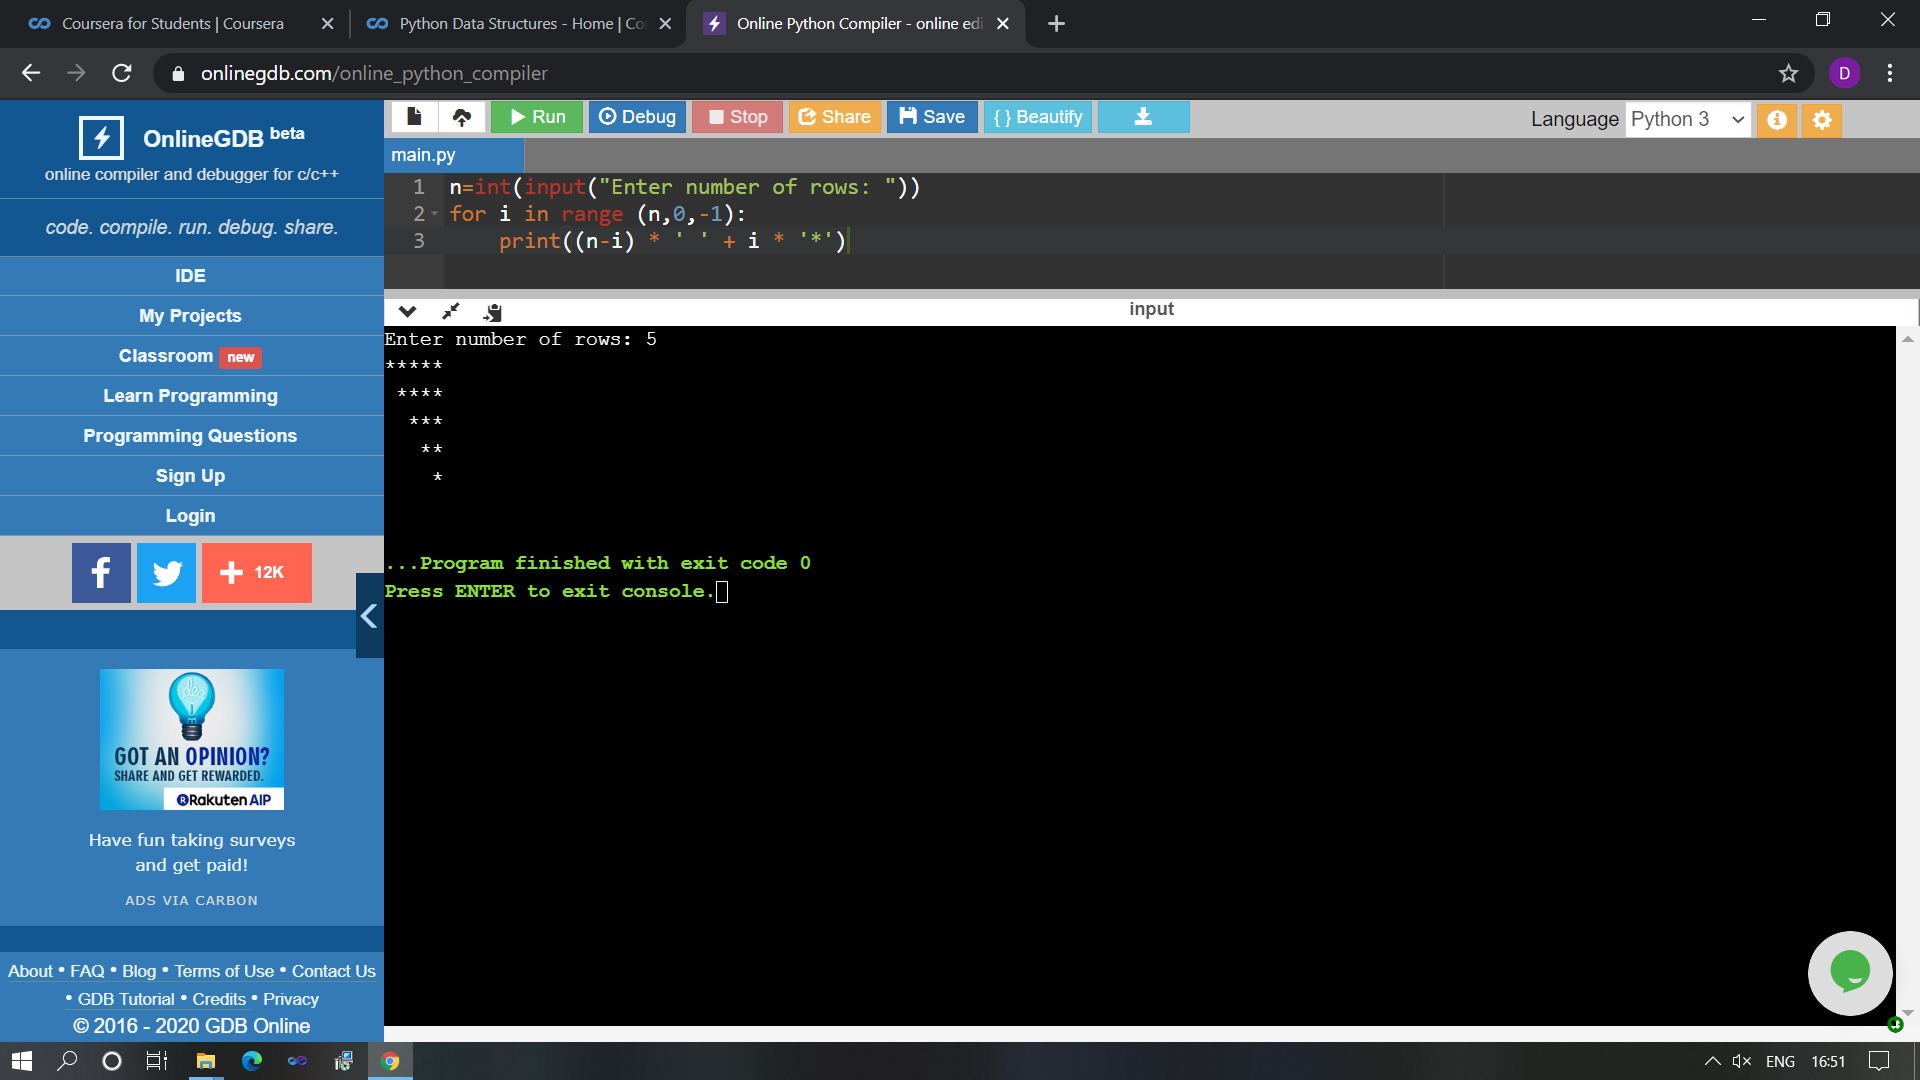 Coursera for Students | Coursera
Python Data Structures - Home | Co
Online Python Compiler - online edi
onlinegdb.com/online_python_compiler
D
OnlineGDB beta
online compiler and debugger for c/c++
code. compile. run. debug. share.
IDE
My Projects
Classroom new
Learn Programming
Programming Questions
Sign Up
Login
f
12K
idea
GOT AN OPINION?
SHARE AND GET REWARDED.
Rakuten AIP
Have fun taking surveys
and get paid!
ADS VIA CARBON
About • FAQ • Blog • Terms of Use • Contact Us
• GDB Tutorial • Credits • Privacy
© 2016 - 2020 GDB Online
Run
Debug
Stop
Share
Save
{ } Beautify
Language Python 3
main.py
1 n=int(input("Enter number of rows: "))
2 for i in range (n,0,-1):
3     print((n-i) * ' ' + i * '*')
input
Enter number of rows: 5
*****
 ****
  ***
   **
    *
...Program finished with exit code 0
Press ENTER to exit console.
ENG
16:51